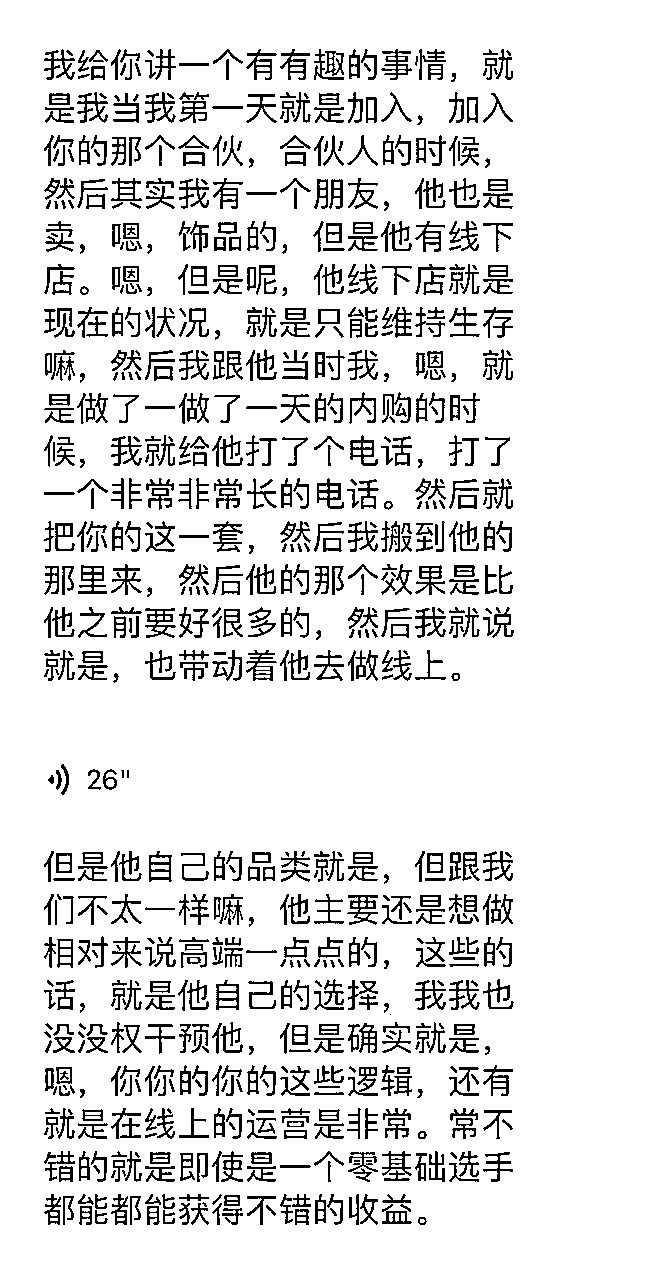 我给你讲一个有有趣的事情，就
是我当我第一天就是加入，加入
你的那个合伙，合伙人的时候，
然后其实我有一个朋友，他也是
卖，嗯，饰品的，但是他有线下
店。嗯，但是呢，他线下店就是
现在的状况，就是只能维持生存
嘛，然后我跟他当时我，嗯，就
是做了一做了一天的内购的时
候，我就给他打了个电话，打了
一个非常非常长的电话。然后就
把你的这一套，然后我搬到他的
那里来，然后他的那个效果是比
他之前要好很多的，然后我就说
就是，也带动着他去做线上。
26"
但是他自己的品类就是，但跟我
们不太一样嘛，他主要还是想做
相对来说高端一点点的，这些的
话，就是他自己的选择，我我也
没没权干预他，但是确实就是，
嗯，你你的你的这些逻辑，还有
就是在线上的运营是非常。常不
错的就是即使是一个零基础选手
都能都能获得不错的收益。